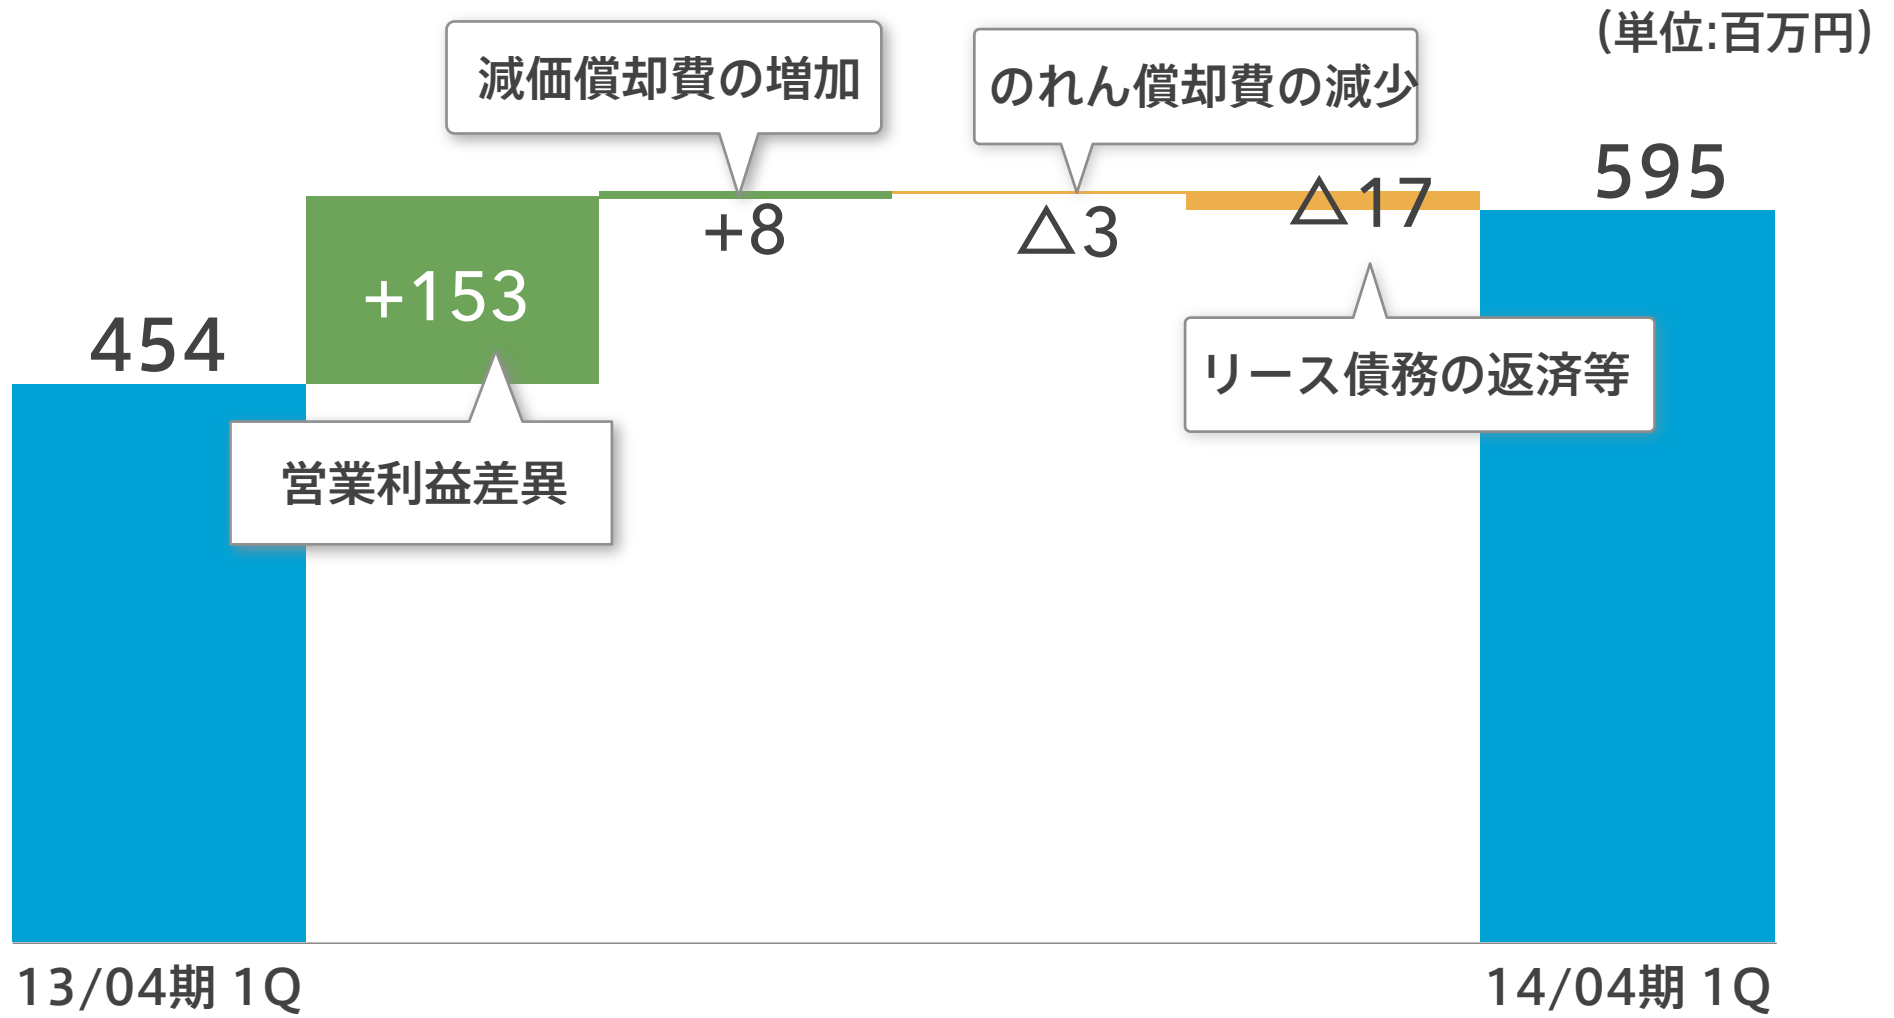 (単位:百万円)
減価償却費の増加
のれん償却費の減少
595
△17
+8
△3
+153
454
リース債務の返済等
営業利益差異
13/04期 1Q
14/04期 1Q